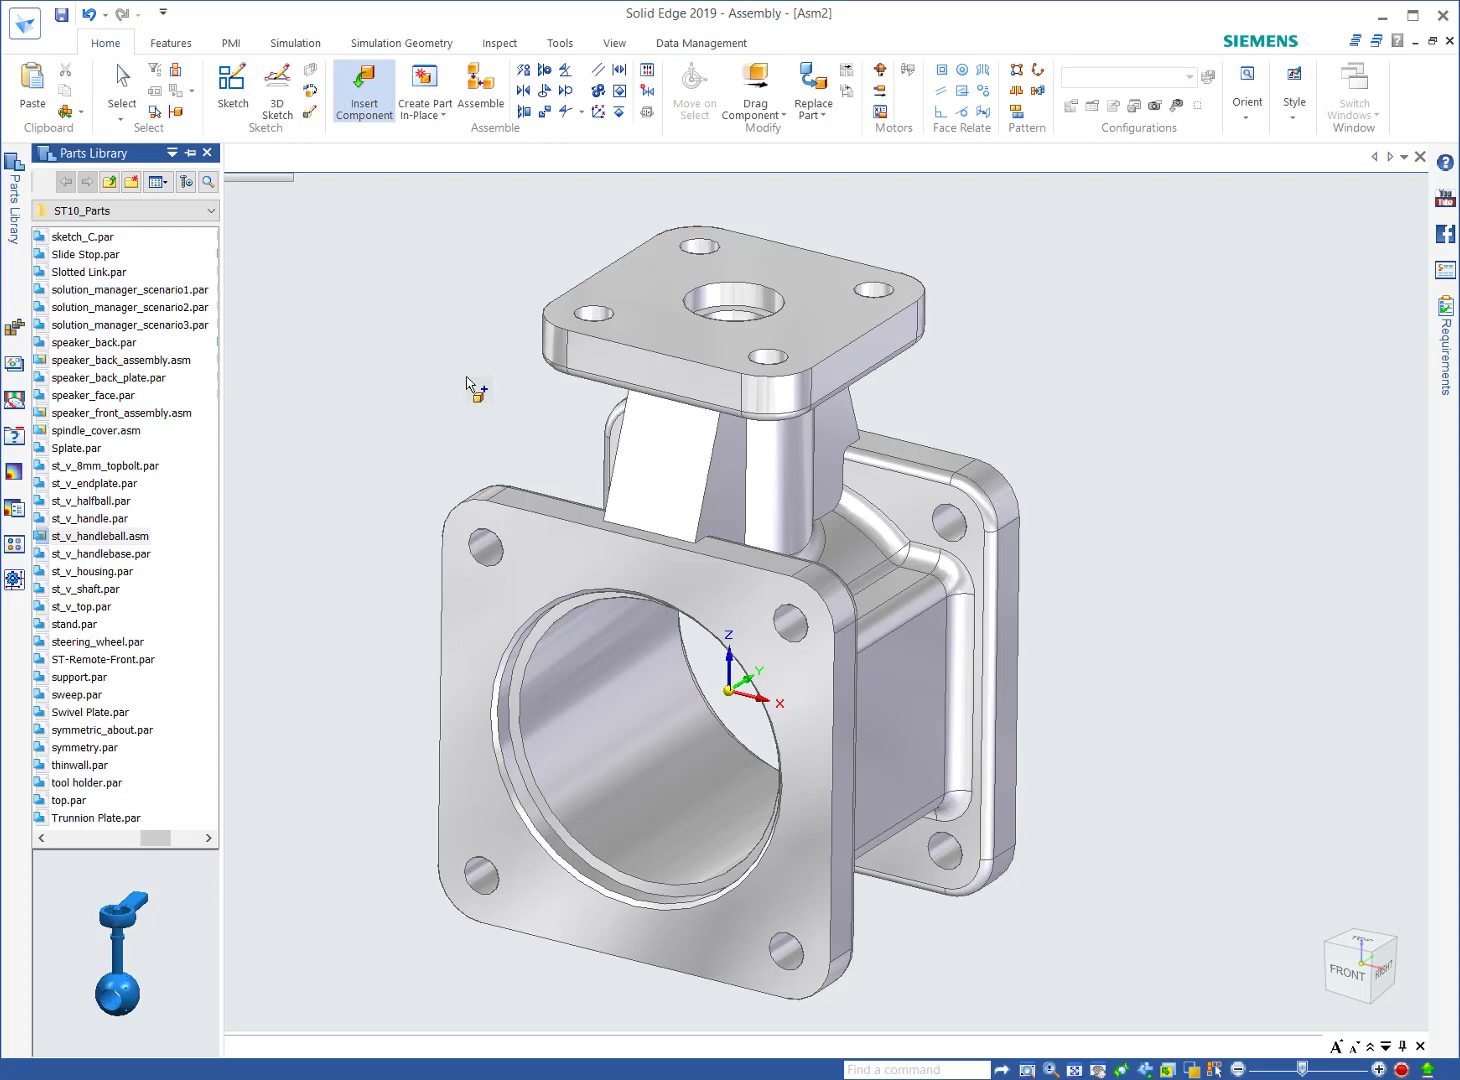 Solid Edge 2019 - Assembly - [Asm2]
Home Features PMI Simulation Simulation Geometry Inspect Tools View Data Management
SIEMENS
Paste
Select
Sketch
3D
Sketch
Insert
Component
Create Part
In-Place
Assemble
Move on
Select
Drag
Component
Replace
Part
Orient
Style
Switch
Windows
Clipboard Select Sketch Assemble Modify Motors Face Relate Pattern Configurations Window
Parts Library
Parts Library
ST10_Parts
sketch_C.par
Slide Stop.par
Slotted Link.par
solution_manager_scenario1.par
solution_manager_scenario2.par
solution_manager_scenario3.par
speaker_back.par
speaker_back_assembly.asm
speaker_back_plate.par
speaker_face.par
speaker_front_assembly.asm
spindle_cover.asm
Splate.par
st_v_8mm_topbolt.par
st_v_endplate.par
st_v_halfball.par
st_v_handle.par
st_v_handleball.asm
st_v_handlebase.par
st_v_housing.par
st_v_shaft.par
st_v_top.par
stand.par
steering_wheel.par
ST-Remote-Front.par
support.par
sweep.par
Swivel Plate.par
symmetric_about.par
symmetry.par
thinwall.par
tool holder.par
top.par
Trunnion Plate.par
Z
Y
X
You
Tube
Requirements
TOP
FRONT
RIGHT
Find a command